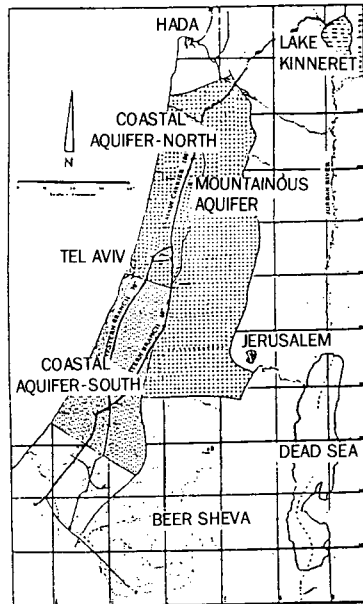 HADA
LAKE
KINNERET
COASTAL
AQUIFER-NORTH
N
MOUNTAINOUS
AQUIFER
TEL AVIV
JERUSALEM
COASTAL
AQUIFER-SOUTH
DEAD SEA
BEER SHEVA